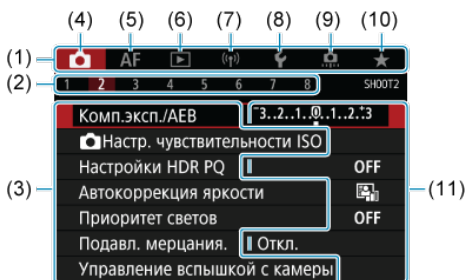 (4) (5) (6) (7) (8) (9) (10)
(1) AF
(2) 1 2 3 4 5 6 7 8 SHOOT2
Комп.эксп./AEB -3..2..1..0..1..2.+3
Настр. чувствительности ISO
Настройки HDR PQ OFF
(3) Автокоррекция яркости (11)
Приоритет светов OFF
Подавл. мерцания. Откл.
Управление вспышкой с камеры